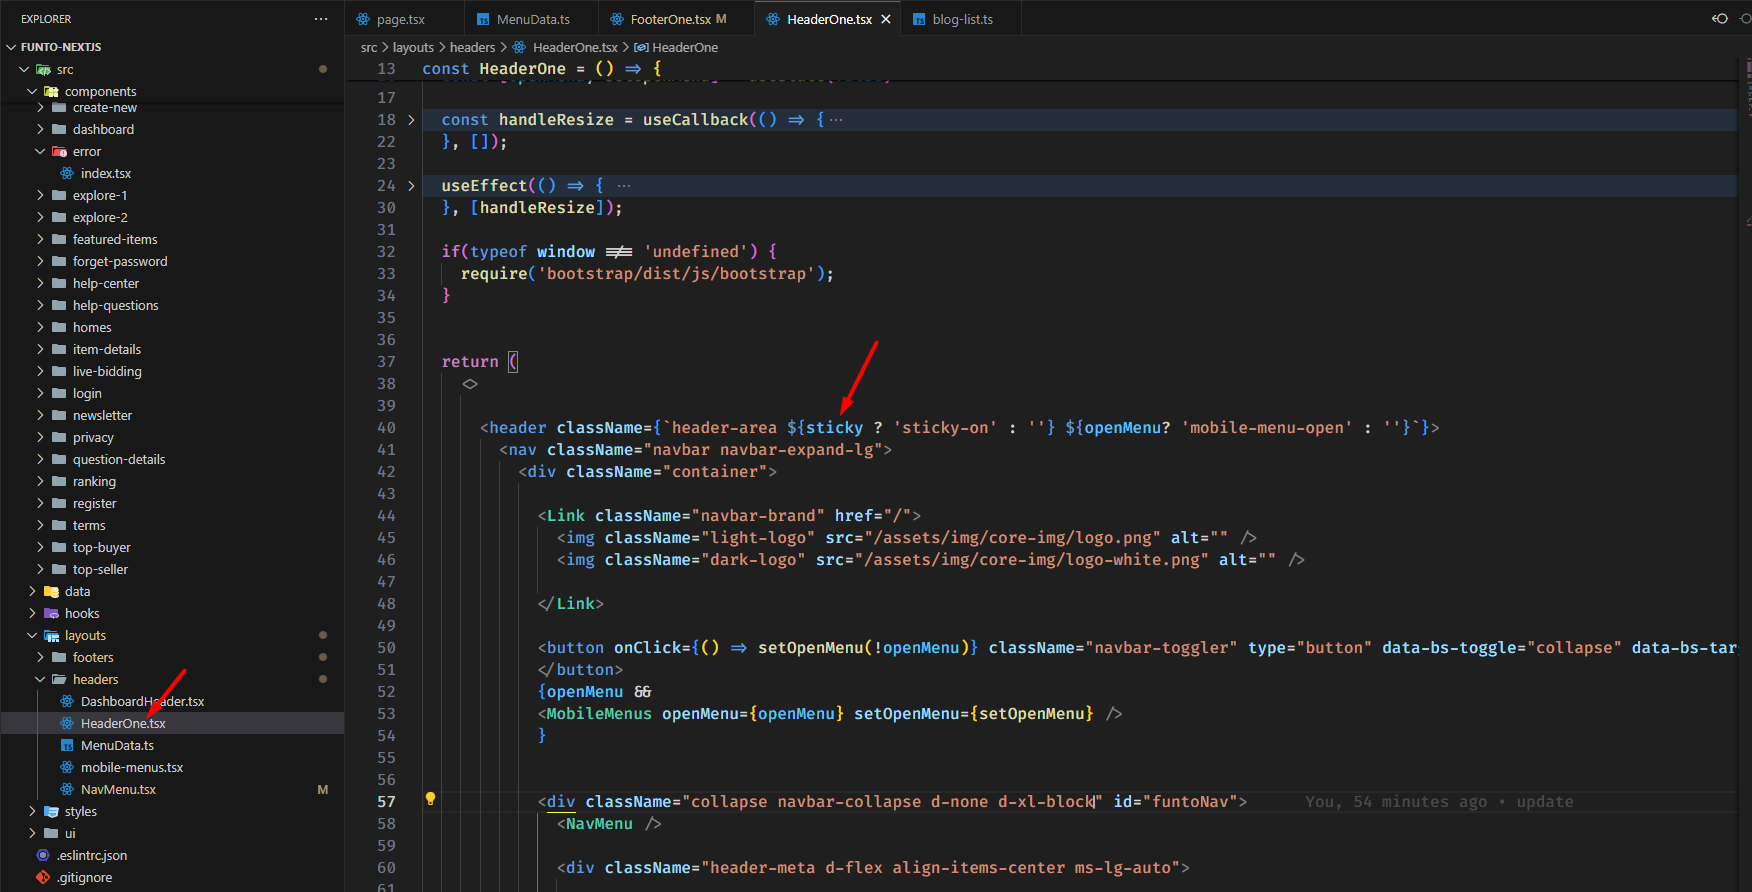 EXPLORER
FUNTO-NEXTJS
src
components
create-new
dashboard
error
index.tsx
explore-1
explore-2
featured-items
forget-password
help-center
help-questions
homes
item-details
live-bidding
login
newsletter
privacy
question-details
ranking
register
terms
top-buyer
top-seller
data
hooks
layouts
footers
headers
DashboardHeader.tsx
HeaderOne.tsx
MenuData.ts
mobile-menus.tsx
NavMenu.tsx M
styles
ui
.eslintrc.json
.gitignore
page.tsx
TS MenuData.ts
FooterOne.tsx M
HeaderOne.tsx
TS blog-list.ts
src > layouts > headers > HeaderOne.tsx > HeaderOne
13 const HeaderOne = () => {
17
18 const handleResize = useCallback(() => { ···
22 }, []);
23
24 useEffect(() => { ···
30 }, [handleResize]);
31
32 if(typeof window !== 'undefined') {
33 require('bootstrap/dist/js/bootstrap');
34 }
35
36
37 return (
38 <>
39
40 <header className={`header-area ${sticky ? 'sticky-on' : ''} ${openMenu? 'mobile-menu-open' : ''}`}>
41 <nav className="navbar navbar-expand-lg">
42 <div className="container">
43
44 <Link className="navbar-brand" href="/">
45 <img className="light-logo" src="/assets/img/core-img/logo.png" alt="" />
46 <img className="dark-logo" src="/assets/img/core-img/logo-white.png" alt="" />
47
48 </Link>
49
50 <button onClick={() => setOpenMenu(!openMenu)} className="navbar-toggler" type="button" data-bs-toggle="collapse" data-bs-tar
51 </button>
52 {openMenu &&
53 <MobileMenus openMenu={openMenu} setOpenMenu={setOpenMenu} />
54 }
55
56
57 <div className="collapse navbar-collapse d-none d-xl-block" id="funtoNav"> You, 54 minutes ago • update
58 <NavMenu />
59
60 <div className="header-meta d-flex align-items-center ms-lg-auto">
61